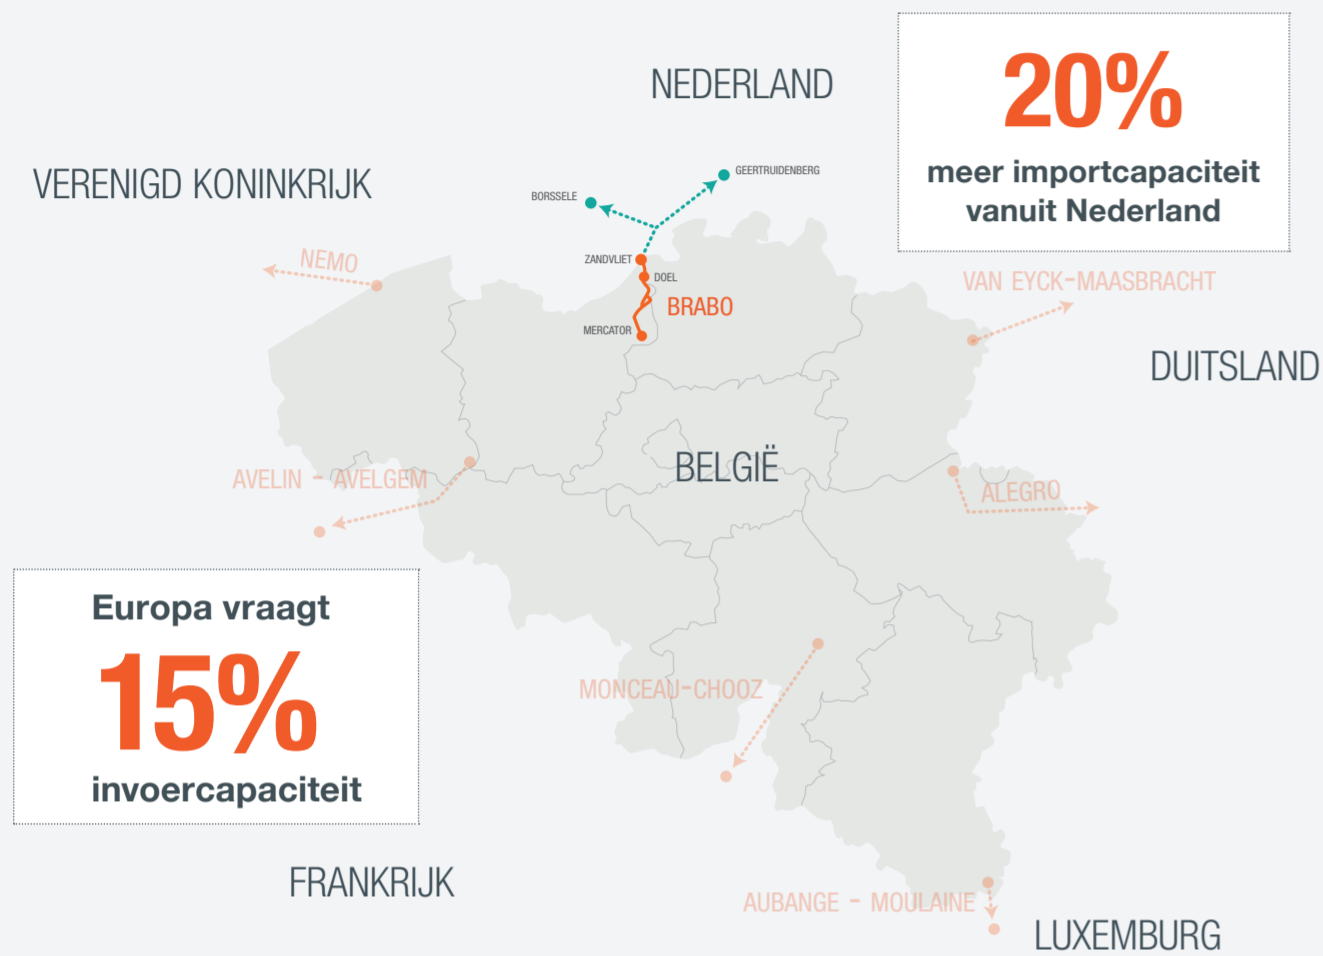 NEDERLAND
20%
meer importcapaciteit
vanuit Nederland
VERENIGD KONINKRIJK
GEERTRUIDENBERG
BORSSELE
NEMO
ZANDVLIET
DOEL
VAN EYCK-MAASBRACHT
BRABO
MERCATOR
DUITSLAND
BELGIË
AVELIN - AVELGEM
ALEGRO
Europa vraagt
15%
invoercapaciteit
MONCEAU-CHOOZ
FRANKRIJK
AUBANGE - MOULAINE
LUXEMBURG